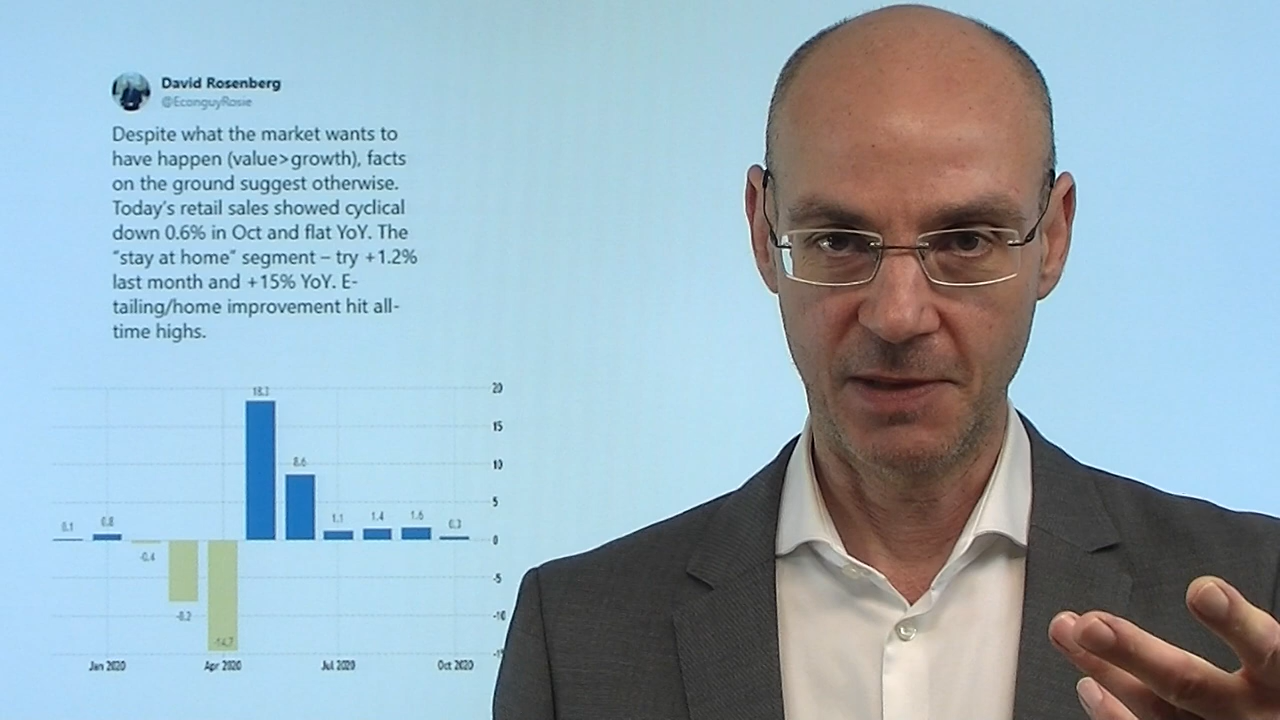 David Rosenberg
@EconguyRosie
Despite what the market wants to
have happen (value>growth), facts
on the ground suggest otherwise.
Today's retail sales showed cyclical
down 0.6% in Oct and flat YoY. The
"stay at home" segment – try +1.2%
last month and +15% YoY. E-
tailing/home improvement hit all-
time highs.
20
18.3
15
10
8.6
5
0.1
0.8
1.1
1.4
1.6
0.3
0
-0.4
-5
-8.2
-10
-14.7
Jan 2020
Apr 2020
Jul 2020
Oct 2020